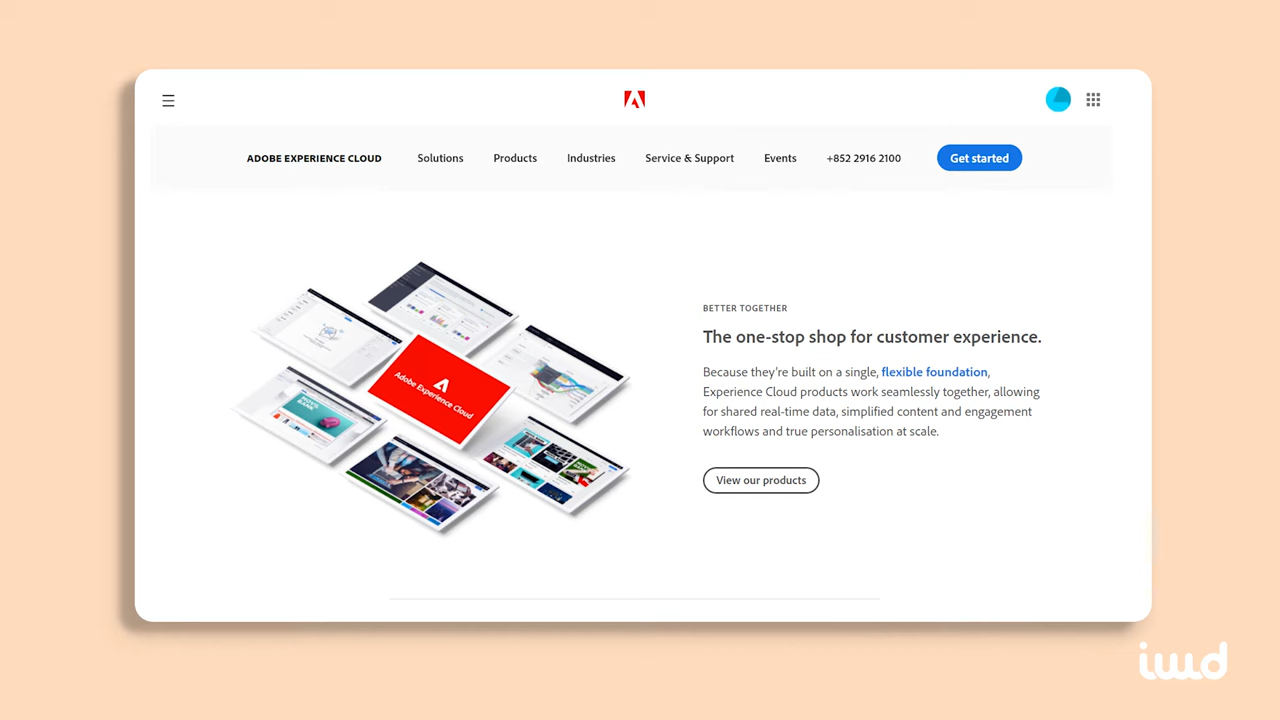 ADOBE EXPERIENCE CLOUD Solutions Products Industries Service & Support Events +852 2916 2100 Get started
Adobe Experience Cloud
BETTER TOGETHER
The one-stop shop for customer experience.
Because they're built on a single, flexible foundation,
Experience Cloud products work seamlessly together, allowing
for shared real-time data, simplified content and engagement
workflows and true personalisation at scale.
View our products
iwd